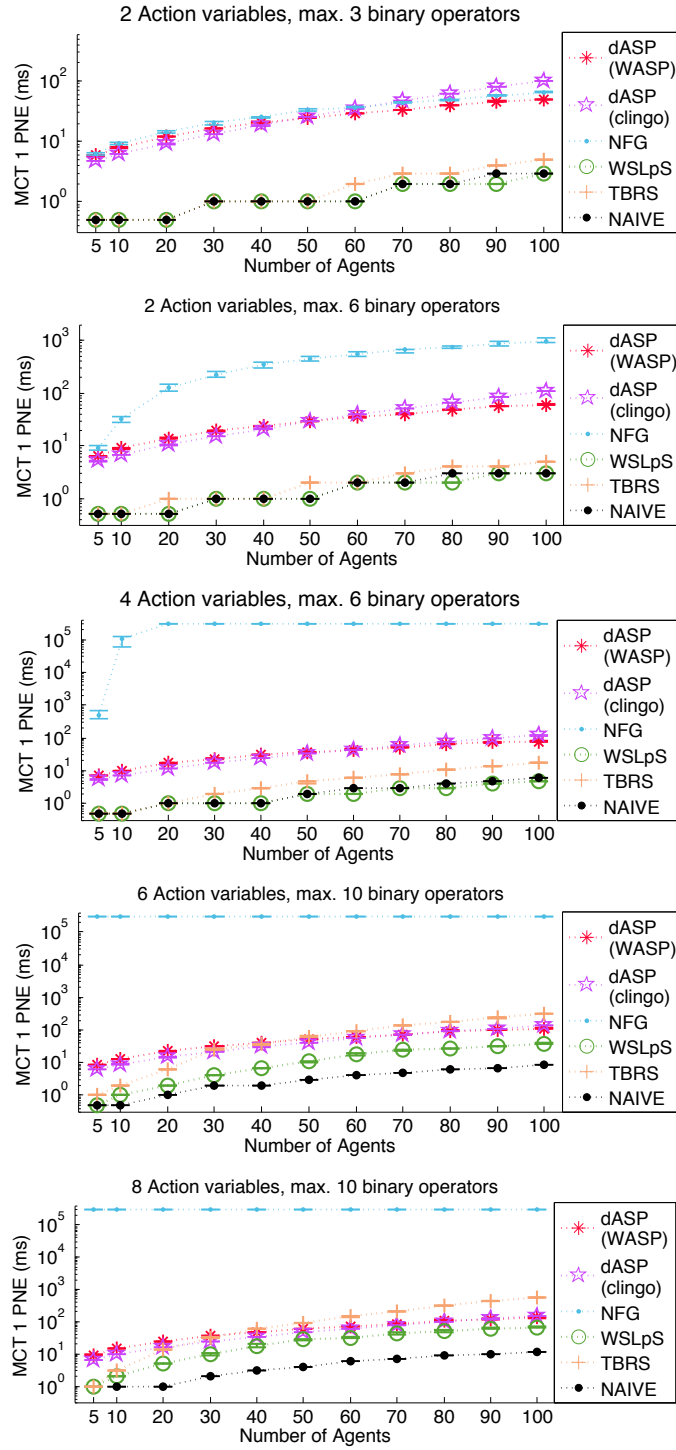 2 Action variables, max. 3 binary operators
MCT 1 PNE (ms)
10^2
10^1
10^0
5 10 20 30 40 50 60 70 80 90 100
Number of Agents
dASP
(WASP)
dASP
(clingo)
NFG
WSLpS
TBRS
NAIVE
2 Action variables, max. 6 binary operators
MCT 1 PNE (ms)
10^3
10^2
10^1
10^0
5 10 20 30 40 50 60 70 80 90 100
Number of Agents
dASP
(WASP)
dASP
(clingo)
NFG
WSLpS
TBRS
NAIVE
4 Action variables, max. 6 binary operators
MCT 1 PNE (ms)
10^5
10^4
10^3
10^2
10^1
10^0
5 10 20 30 40 50 60 70 80 90 100
Number of Agents
dASP
(WASP)
dASP
(clingo)
NFG
WSLpS
TBRS
NAIVE
6 Action variables, max. 10 binary operators
MCT 1 PNE (ms)
10^5
10^4
10^3
10^2
10^1
10^0
5 10 20 30 40 50 60 70 80 90 100
Number of Agents
dASP
(WASP)
dASP
(clingo)
NFG
WSLpS
TBRS
NAIVE
8 Action variables, max. 10 binary operators
MCT 1 PNE (ms)
10^5
10^4
10^3
10^2
10^1
10^0
5 10 20 30 40 50 60 70 80 90 100
Number of Agents
dASP
(WASP)
dASP
(clingo)
NFG
WSLpS
TBRS
NAIVE